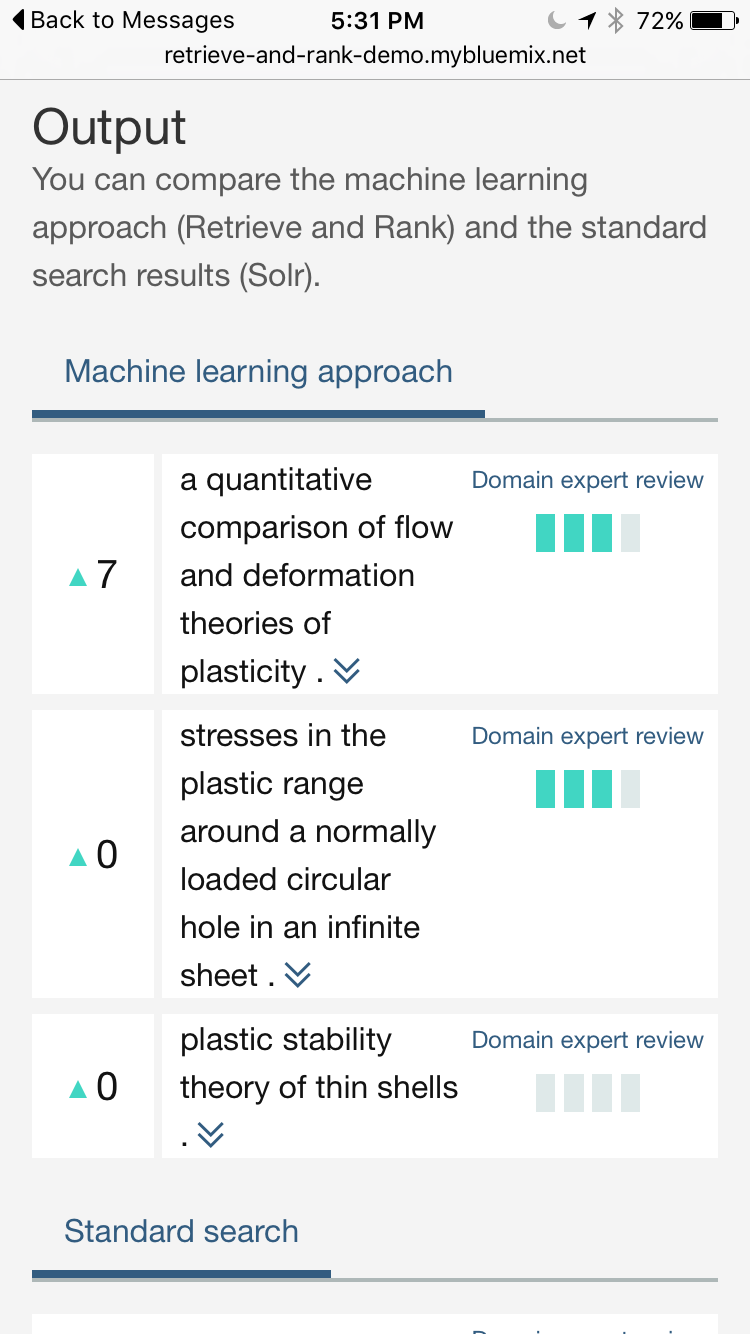 Back to Messages 5:31 PM 72%
retrieve-and-rank-demo.mybluemix.net
Output
You can compare the machine learning
approach (Retrieve and Rank) and the standard
search results (Solr).
Machine learning approach
7
a quantitative
comparison of flow
and deformation
theories of
plasticity .
Domain expert review
0
stresses in the
plastic range
around a normally
loaded circular
hole in an infinite
sheet .
Domain expert review
0
plastic stability
theory of thin shells
.
Domain expert review
Standard search